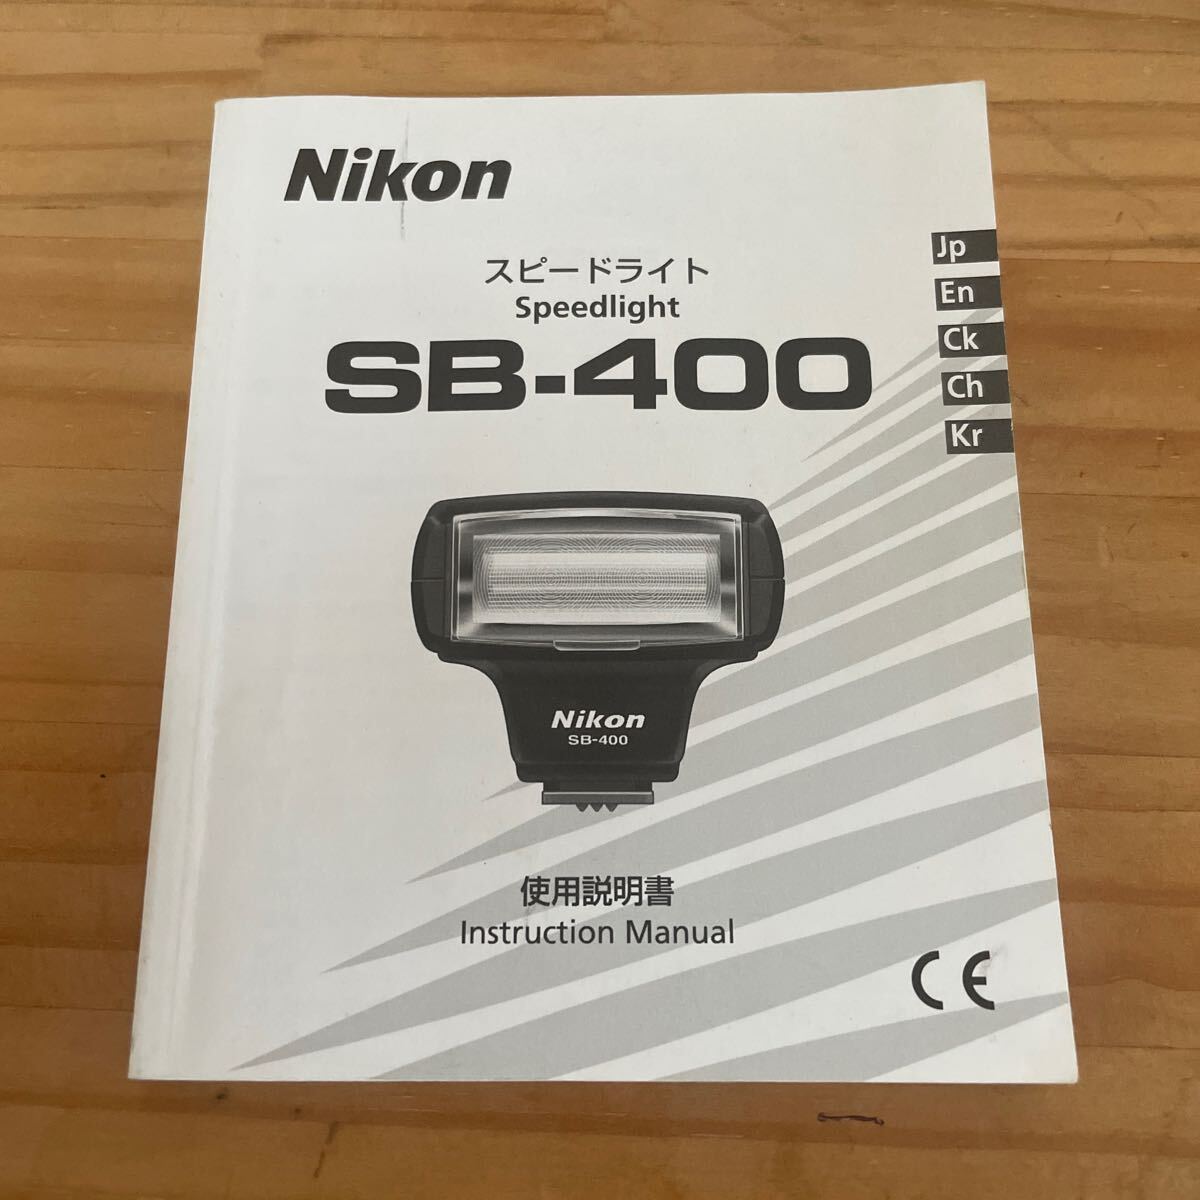 Nikon
スピードライト
Speedlight
SB-400
Jp
En
Ck
Ch
Kr
Nikon
SB-400
使用説明書
Instruction Manual
CE